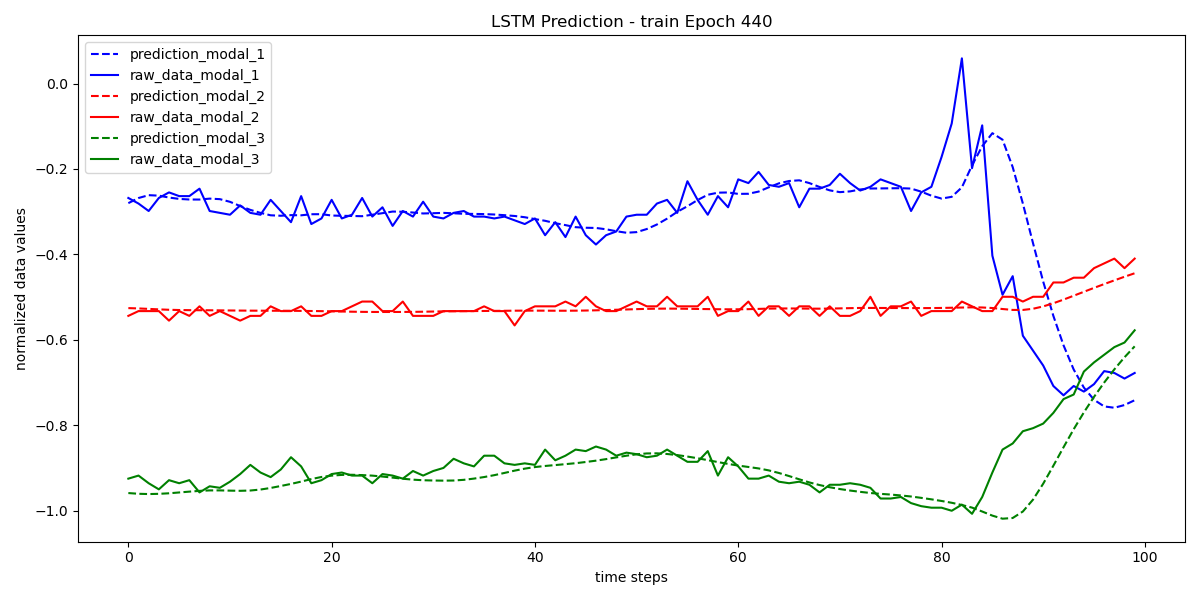 LSTM Prediction - train Epoch 440
prediction_modal_1
raw_data_modal_1
prediction_modal_2
raw_data_modal_2
prediction_modal_3
raw_data_modal_3
normalized data values
0.0
−0.2
−0.4
−0.6
−0.8
−1.0
0
20
40
60
80
100
time steps